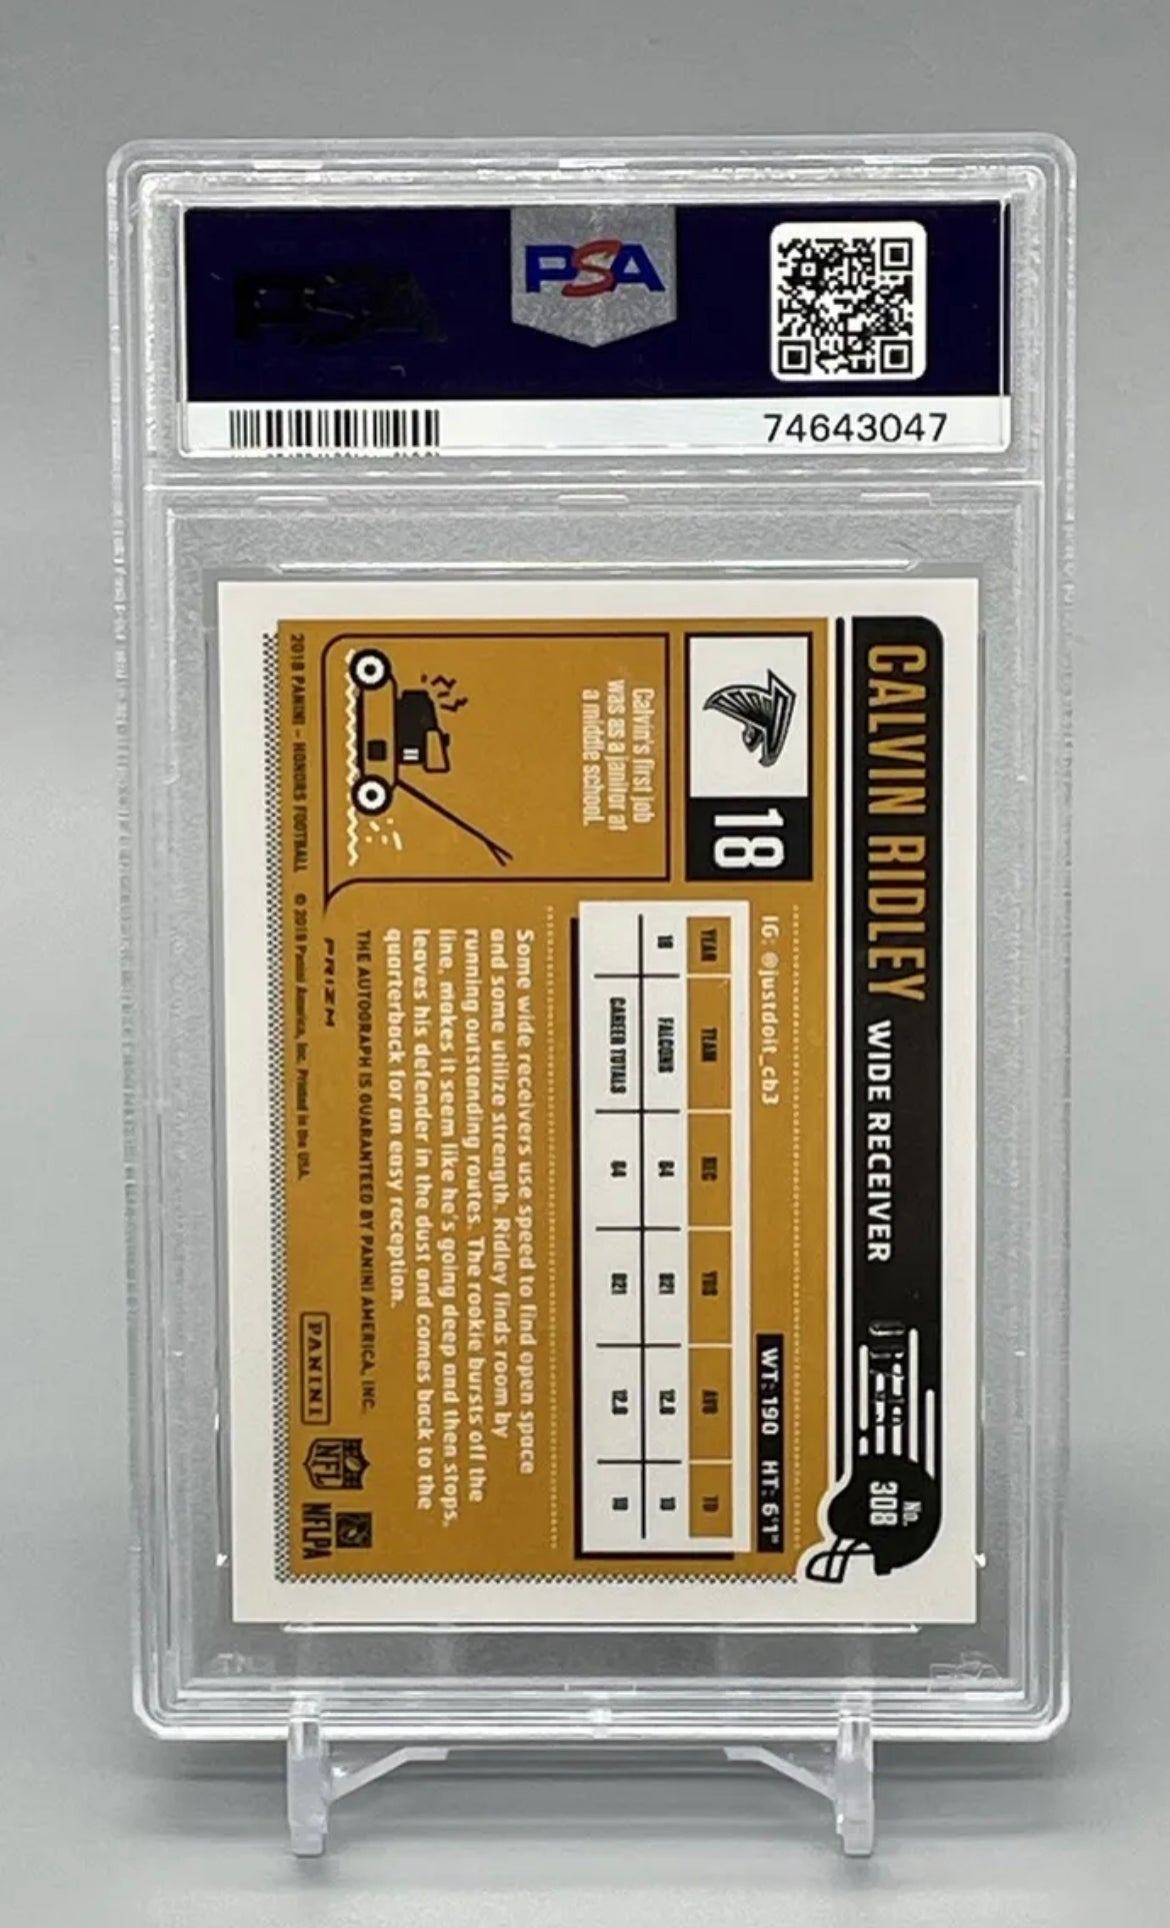 PSA
74643047
CALVIN RIDLEY WIDE RECEIVER
No.
308
18
IG: @justdoit_cb3
WT: 190 HT: 6'1"
YEAR TEAM REC YDS AVG TD
18 FALCONS 64 821 12.8 10
CAREER TOTALS 64 821 12.8 10
Calvin's first job
was as a janitor at
a middle school.
Some wide receivers use speed to find open space
and some utilize strength. Ridley finds room by
running outstanding routes. The rookie bursts off the
line, makes it seem like he's going deep and then stops,
leaves his defender in the dust and comes back to the
quarterback for an easy reception.
THE AUTOGRAPH IS GUARANTEED BY PANINI AMERICA, INC.
PRIZM
2018 PANINI - HONORS FOOTBALL © 2019 Panini America, Inc. Printed in the USA.
PANINI
NFL
NFLPA